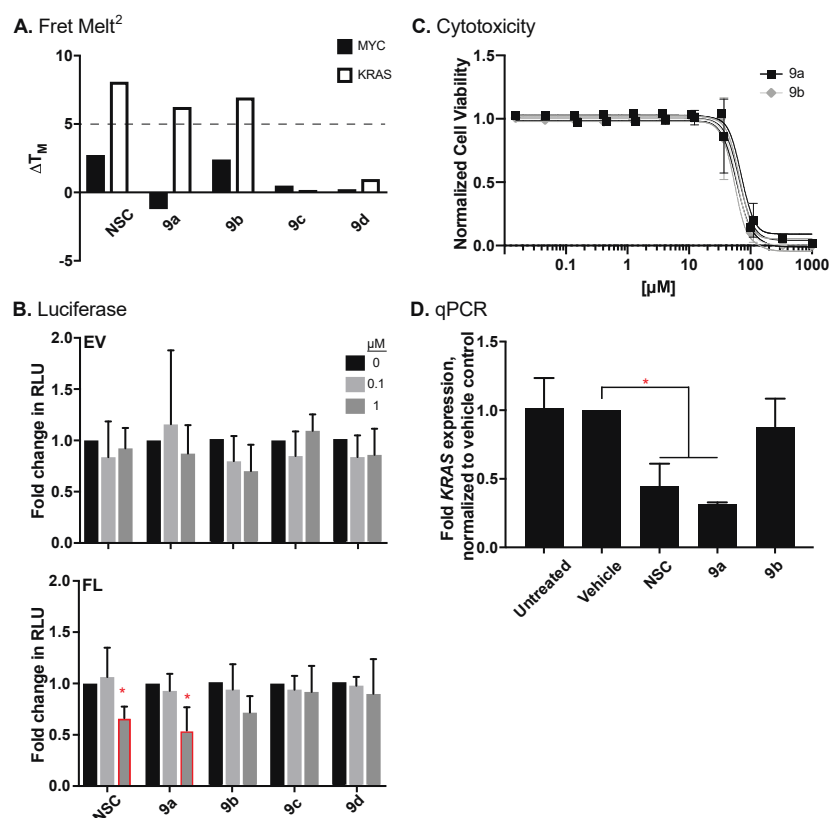 A. Fret Melt²
MYC
KRAS
10
5
0
-5
ΔT_M
NSC
9a
9b
9c
9d
C. Cytotoxicity
9a
9b
1.5
1.0
0.5
0.0
Normalized Cell Viability
0.1
1
10
100
1000
[µM]
B. Luciferase
EV
µM
0
0.1
1
2.0
1.5
1.0
0.5
0.0
Fold change in RLU
FL
2.0
1.5
1.0
0.5
0.0
Fold change in RLU
*
*
NSC
9a
9b
9c
9d
D. qPCR
1.5
1.0
0.5
0.0
Fold KRAS expression,
normalized to vehicle control
*
Untreated
Vehicle
NSC
9a
9b